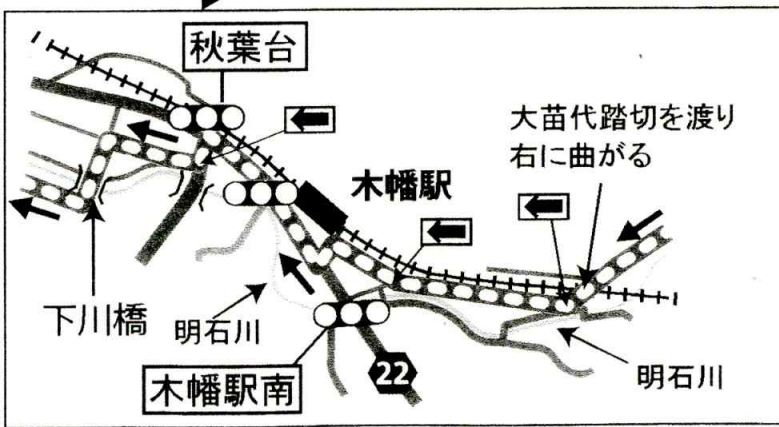 秋葉台
大苗代踏切を渡り
右に曲がる
木幡駅
下川橋
明石川
木幡駅南
22
明石川